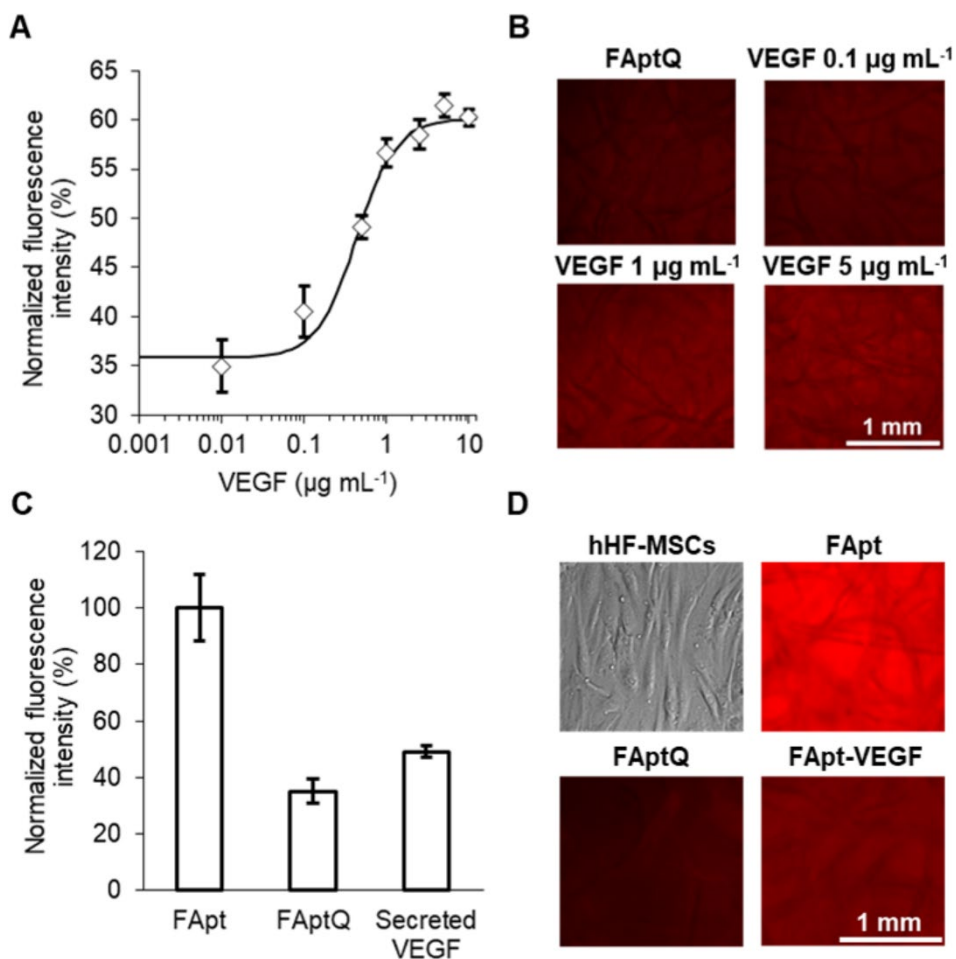 A
Normalized fluorescence
intensity (%)
65
60
55
50
45
40
35
30
0.001
0.01
0.1
1
10
VEGF (µg mL-1)
B
FAptQ
VEGF 0.1 µg mL-1
VEGF 1 µg mL-1
VEGF 5 µg mL-1
1 mm
C
Normalized fluorescence
intensity (%)
120
100
80
60
40
20
0
FApt
FAptQ
Secreted
VEGF
D
hHF-MSCs
FApt
FAptQ
FApt-VEGF
1 mm